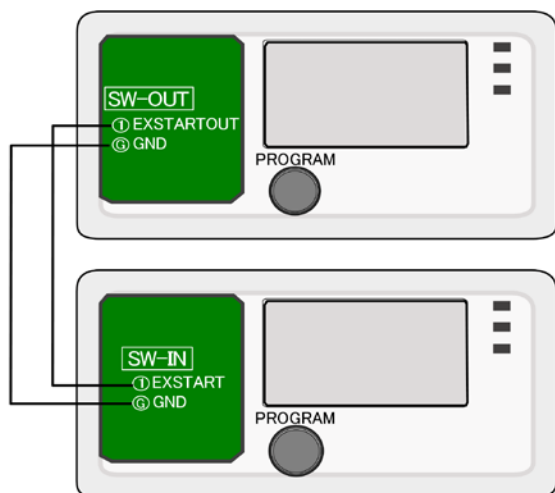 SW-OUT
① EXSTARTOUT
Ⓖ GND
PROGRAM
SW-IN
① EXSTART
Ⓖ GND
PROGRAM